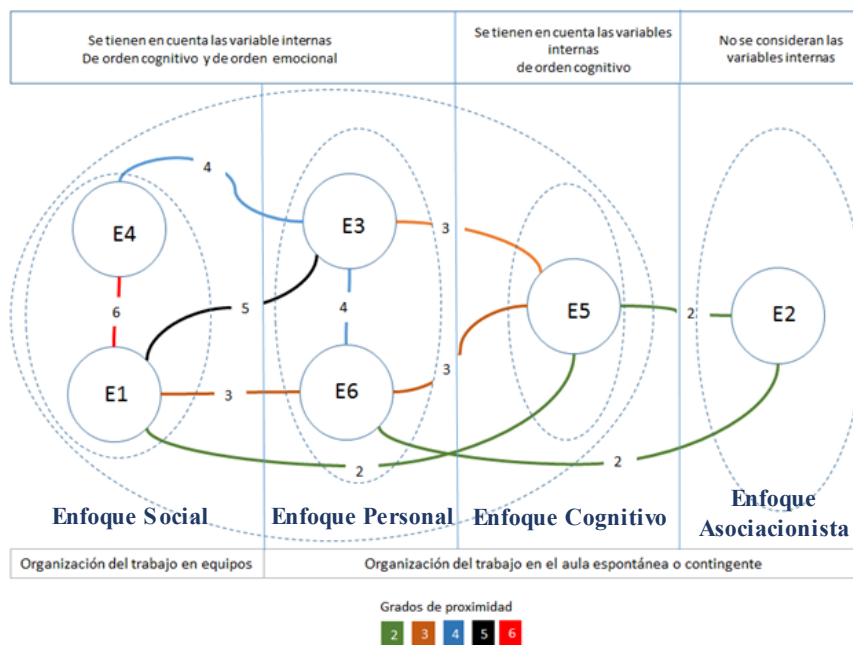 Se tienen en cuenta las variable internas
De orden cognitivo y de orden emocional
Se tienen en cuenta las variables
internas
de orden cognitivo
No se consideran las
variables internas
4
E4
E3
3
6
5
4
E5
2
E2
E1
3
E6
3
2
2
Enfoque Social
Enfoque Personal
Enfoque Cognitivo
Enfoque
Asociacionista
Organización del trabajo en equipos
Organización del trabajo en el aula espontánea o contingente
Grados de proximidad
2 3 4 5 6